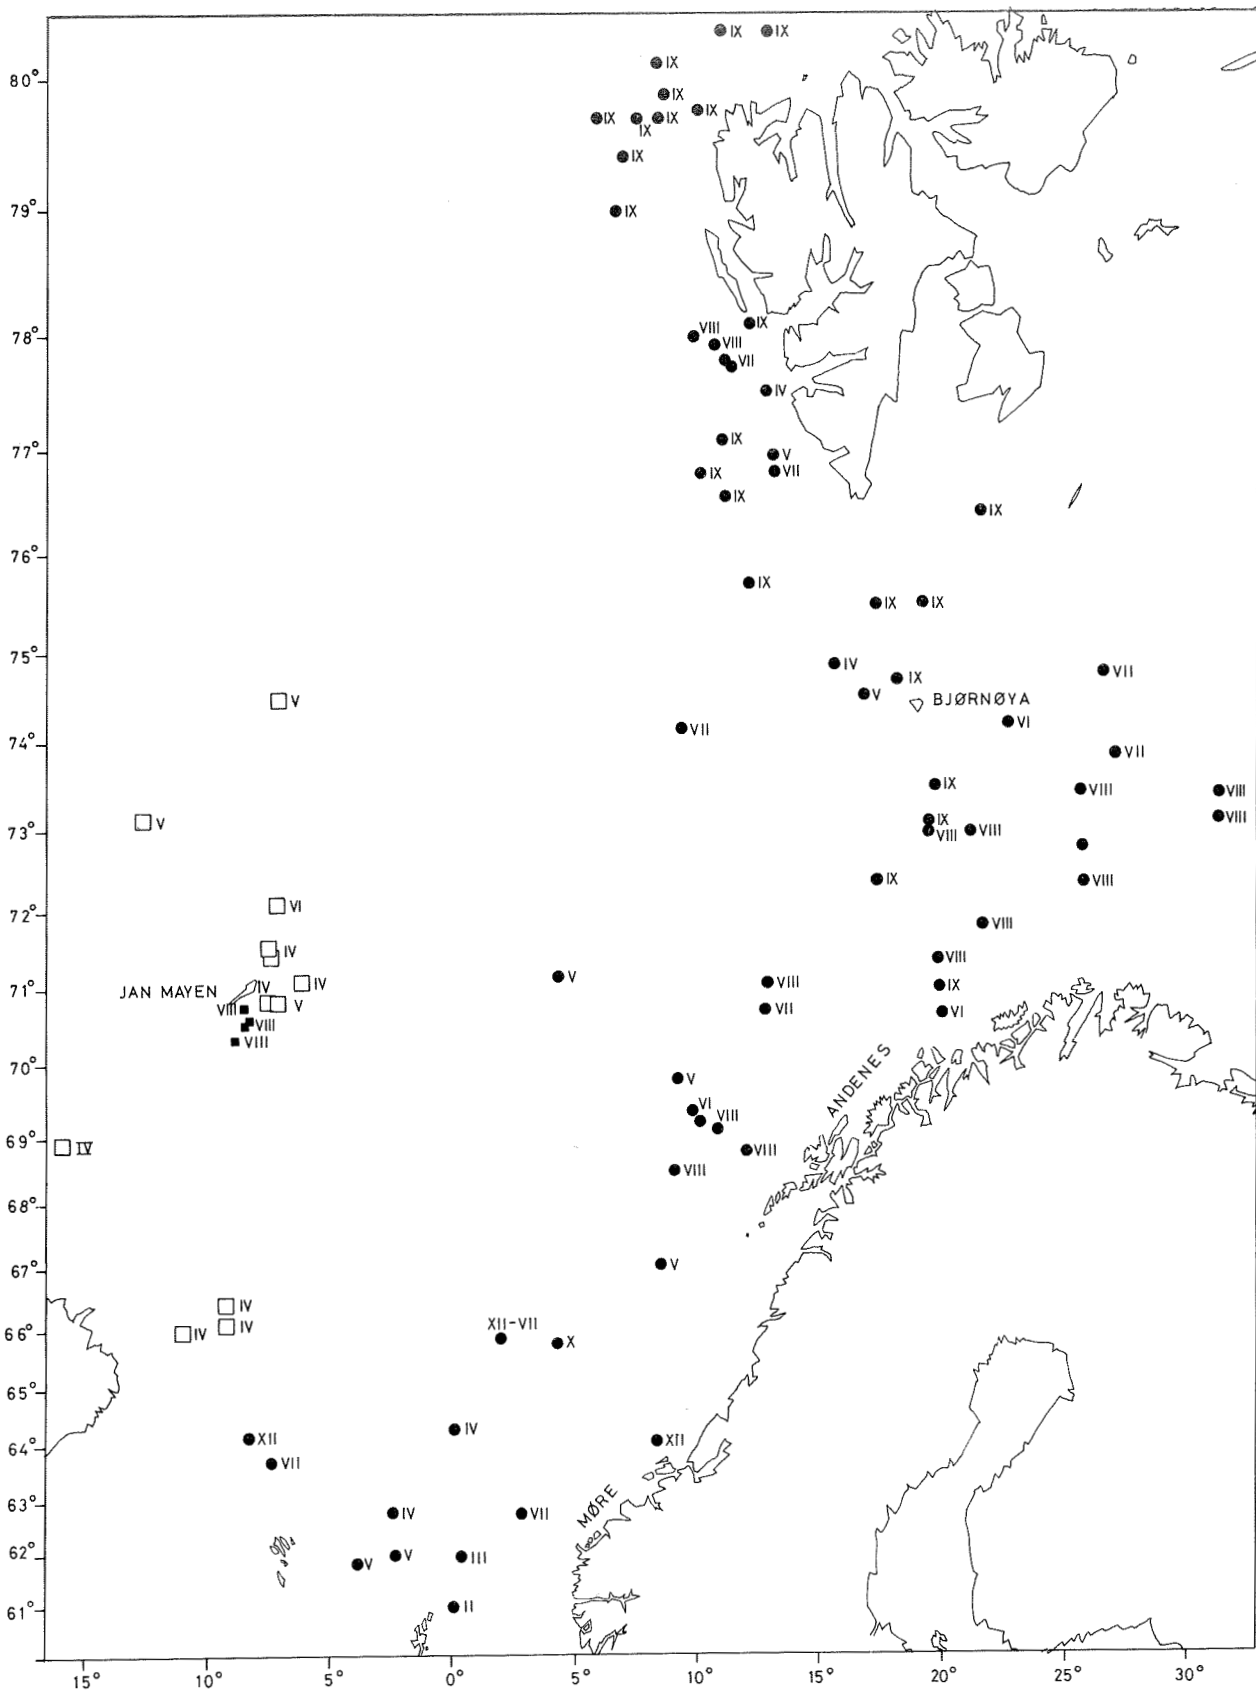 IX IX
IX
80°
IX
IX
IX IX IX
IX
79°
IX
IX
78°
VIII
VIII
VII
IV
IX
77°
V
IX VII
IX
IX
76°
IX
IX IX
75°
IV
VII
IX
V
V
BJØRNØYA
VI
VII
74°
VII
IX
VIII
VIII
V
IX
VIII
73°
VIII VIII
IX
VIII
VI
72°
VIII
IV
VIII
V
VIII
IV
IV
IX
JAN MAYEN
71°
V
VII
VI
VIII
VIII
VIII
ANDENES
70°
V
VI
VIII
69°
IV
VIII
VIII
68°
V
67°
IV
XII-VII
IV
IV
66°
X
65°
IV
XII
XII
64°
VII
MØRE
63°
IV
VII
62°
V
V
III
61°
II
15° 10° 5° 0° 5° 10° 15° 20° 25° 30°